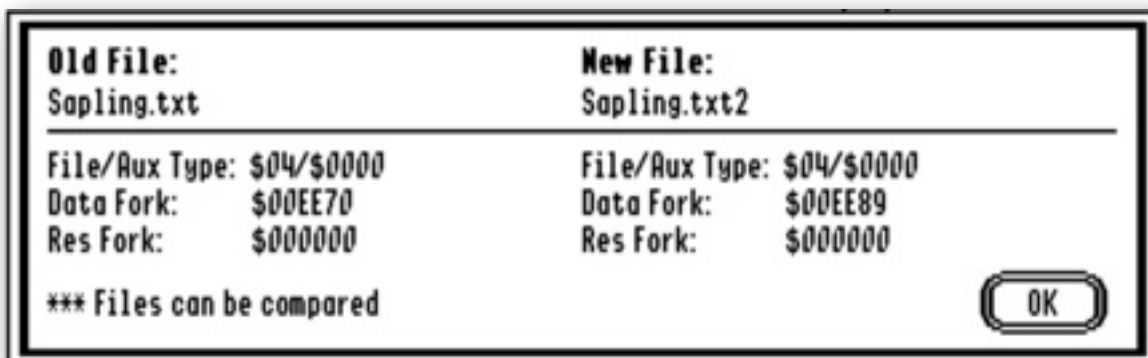 Old File: New File:
Sapling.txt Sapling.txt2
File/Aux Type: $04/$0000 File/Aux Type: $04/$0000
Data Fork: $00EE70 Data Fork: $00EE89
Res Fork: $000000 Res Fork: $000000
*** Files can be compared OK